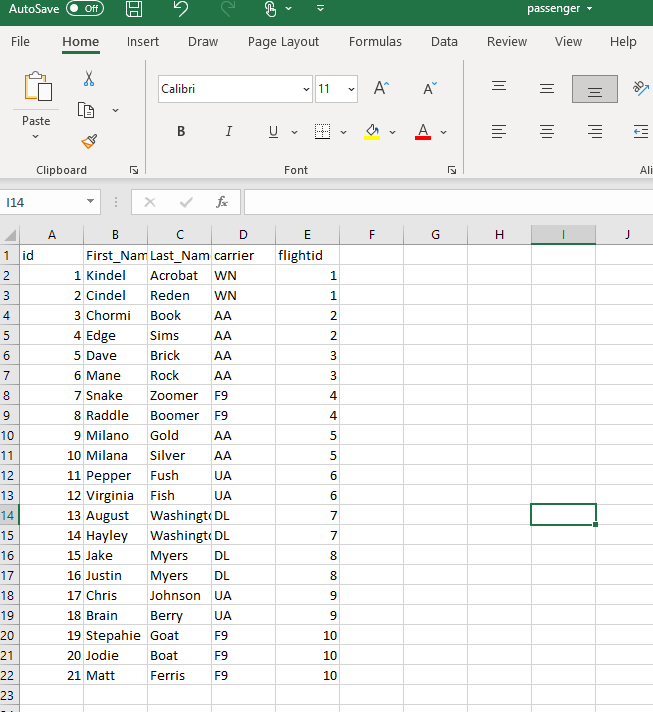 AutoSave Off passenger
File Home Insert Draw Page Layout Formulas Data Review View Help
Calibri 11 A A
Paste B I U A
Clipboard Font Ali
I14 fx
A B C D E F G H I J
1 id First_Nam Last_Nam carrier flightid
2 1 Kindel Acrobat WN 1
3 2 Cindel Reden WN 1
4 3 Chormi Book AA 2
5 4 Edge Sims AA 2
6 5 Dave Brick AA 3
7 6 Mane Rock AA 3
8 7 Snake Zoomer F9 4
9 8 Raddle Boomer F9 4
10 9 Milano Gold AA 5
11 10 Milana Silver AA 5
12 11 Pepper Fush UA 6
13 12 Virginia Fish UA 6
14 13 August Washingto DL 7
15 14 Hayley Washingto DL 7
16 15 Jake Myers DL 8
17 16 Justin Myers DL 8
18 17 Chris Johnson UA 9
19 18 Brain Berry UA 9
20 19 Stepahie Goat F9 10
21 20 Jodie Boat F9 10
22 21 Matt Ferris F9 10
23